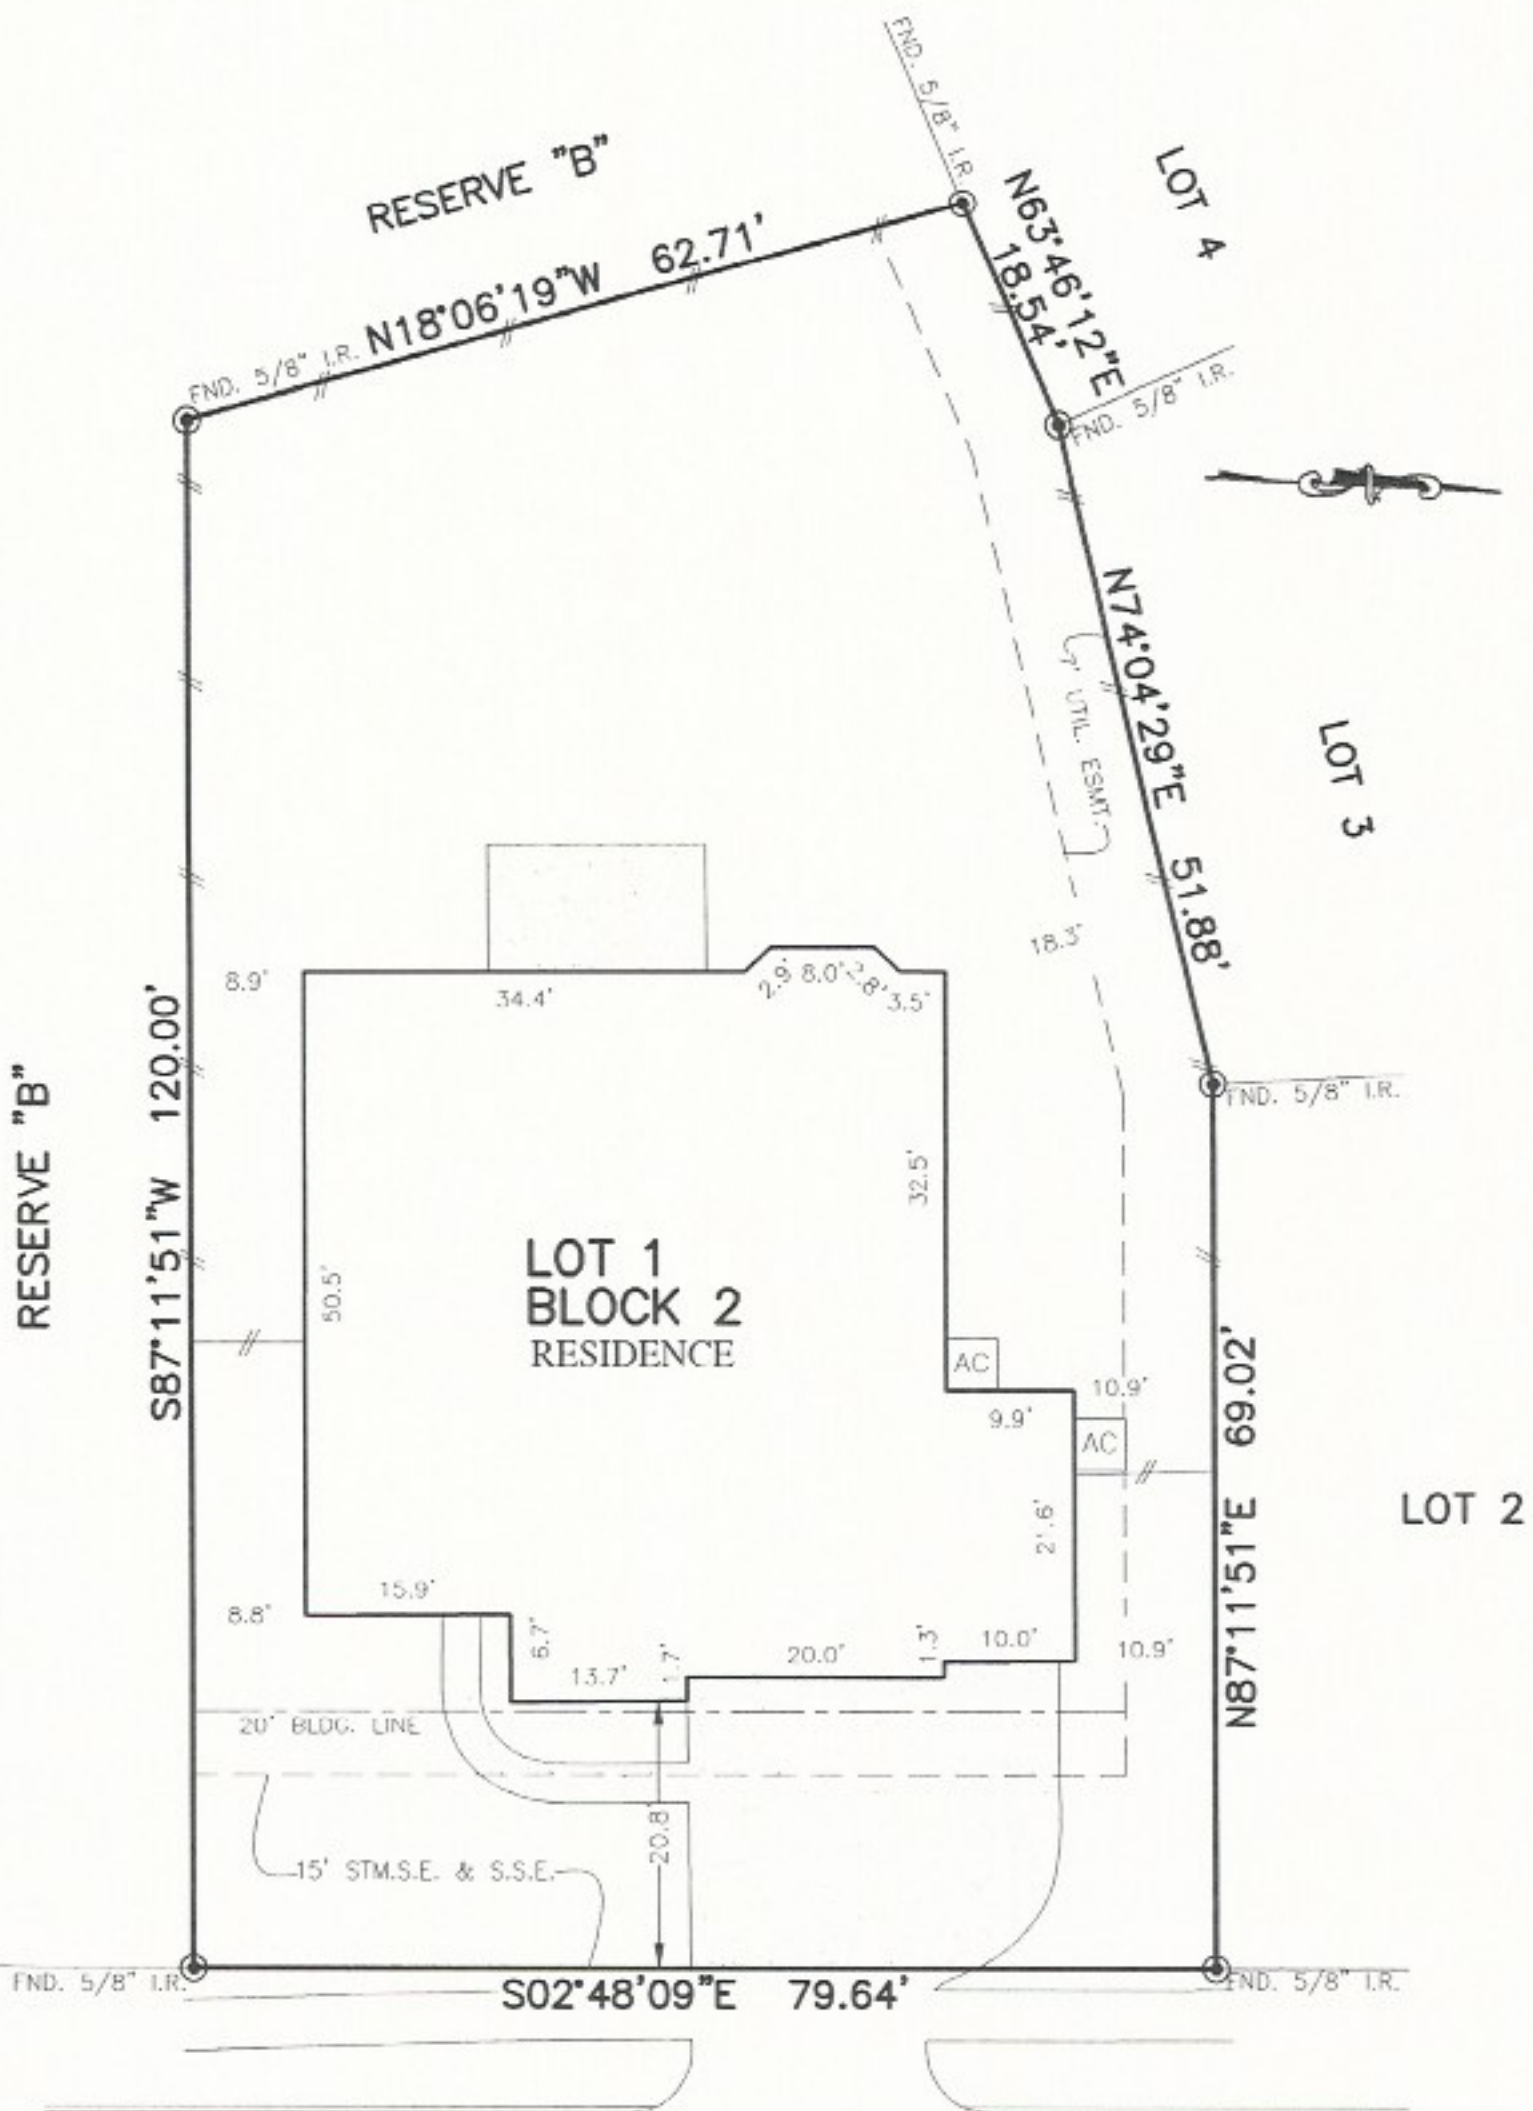 FND. 5/8" I.R.
RESERVE "B"
LOT 4
N63°46'12"E
18.54'
N18°06'19"W 62.71'
FND. 5/8" I.R.
FND. 5/8" I.R.
N74°04'29"E 51.88'
7' UTIL. ESMT.
LOT 3
18.3'
8.9'
34.4'
2.9'
8.0'
2.8'
3.5'
S87°11'51"W 120.00'
RESERVE "B"
FND. 5/8" I.R.
32.5'
50.5'
LOT 1
BLOCK 2
RESIDENCE
AC
10.9'
9.9'
AC
N87°11'51"E 69.02'
LOT 2
15.9'
8.8'
6.7'
13.7'
1.7'
20.0'
1.3'
10.0'
10.9'
20' BLDG. LINE
20.8'
15' STM.S.E. & S.S.E.
FND. 5/8" I.R.
S02°48'09"E 79.64'
FND. 5/8" I.R.